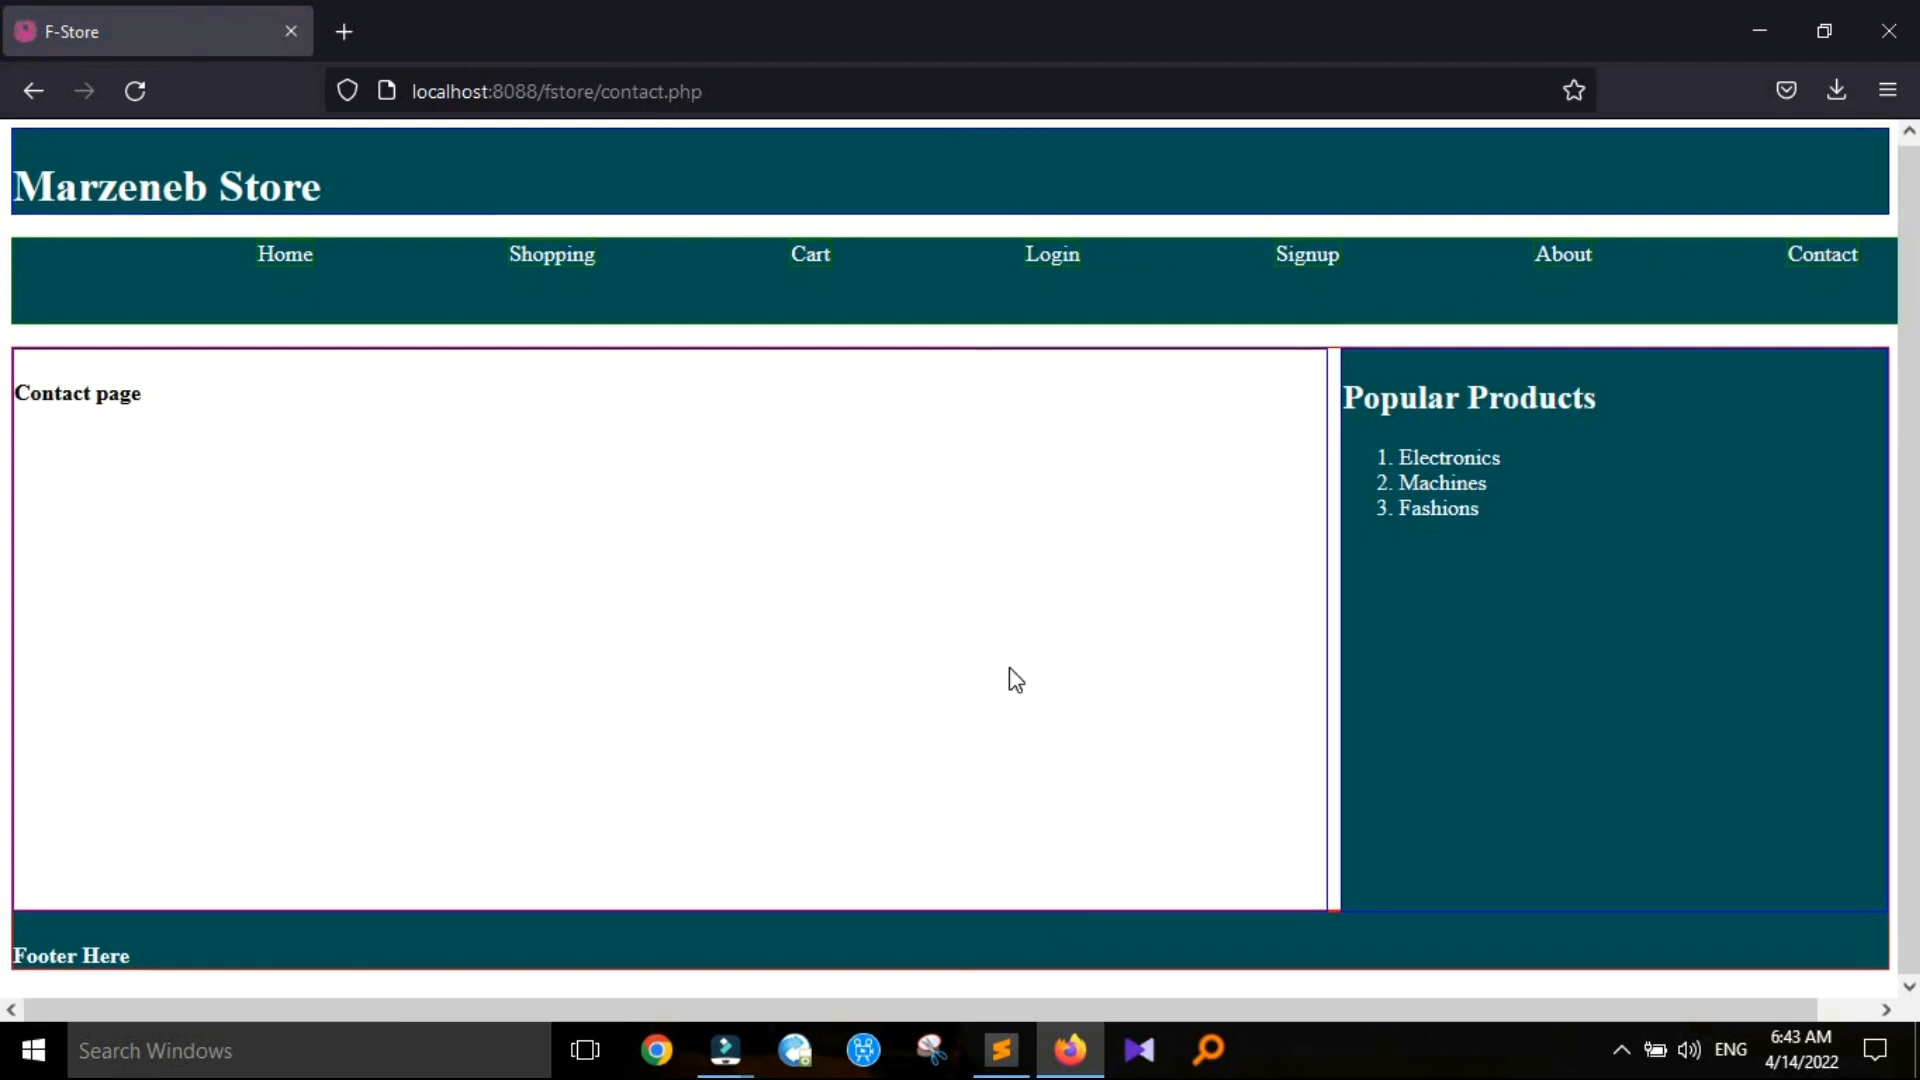 F-Store
localhost:8088/fstore/contact.php
Marzeneb Store
Home Shopping Cart Login Signup About Contact
Contact page
Popular Products
1. Electronics
2. Machines
3. Fashions
Footer Here
Search Windows
ENG
6:43 AM
4/14/2022